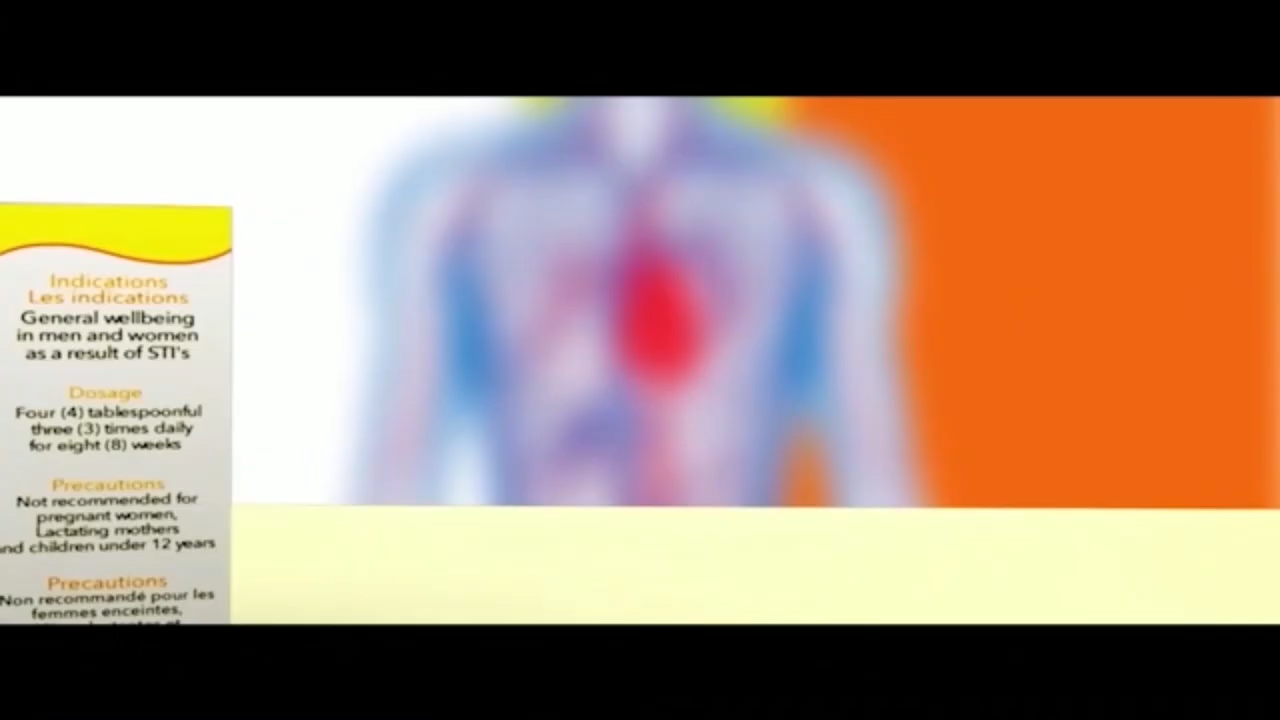 Indications
Les indications
General wellbeing
in men and women
as a result of STI's
Dosage
Four (4) tablespoonful
three (3) times daily
for eight (8) weeks
Precautions
Not recommended for
pregnant women,
Lactating mothers
nd children under 12 years
Precautions
Non recommandé pour les
femmes enceintes,